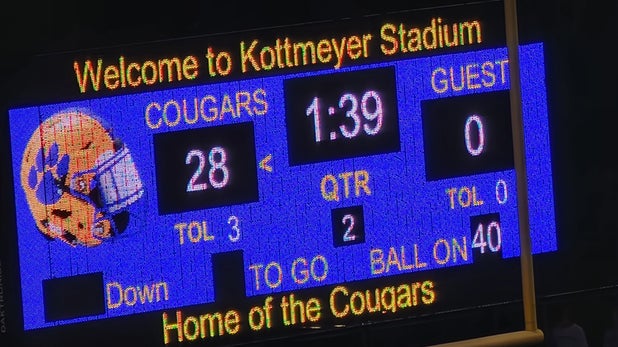 Welcome to Kottmeyer Stadium
COUGARS 1:39 GUEST
28 < 0
QTR
TOL 3 2 TOL 0
Down TO GO BALL ON 40
Home of the Cougars
DAKTRONICS